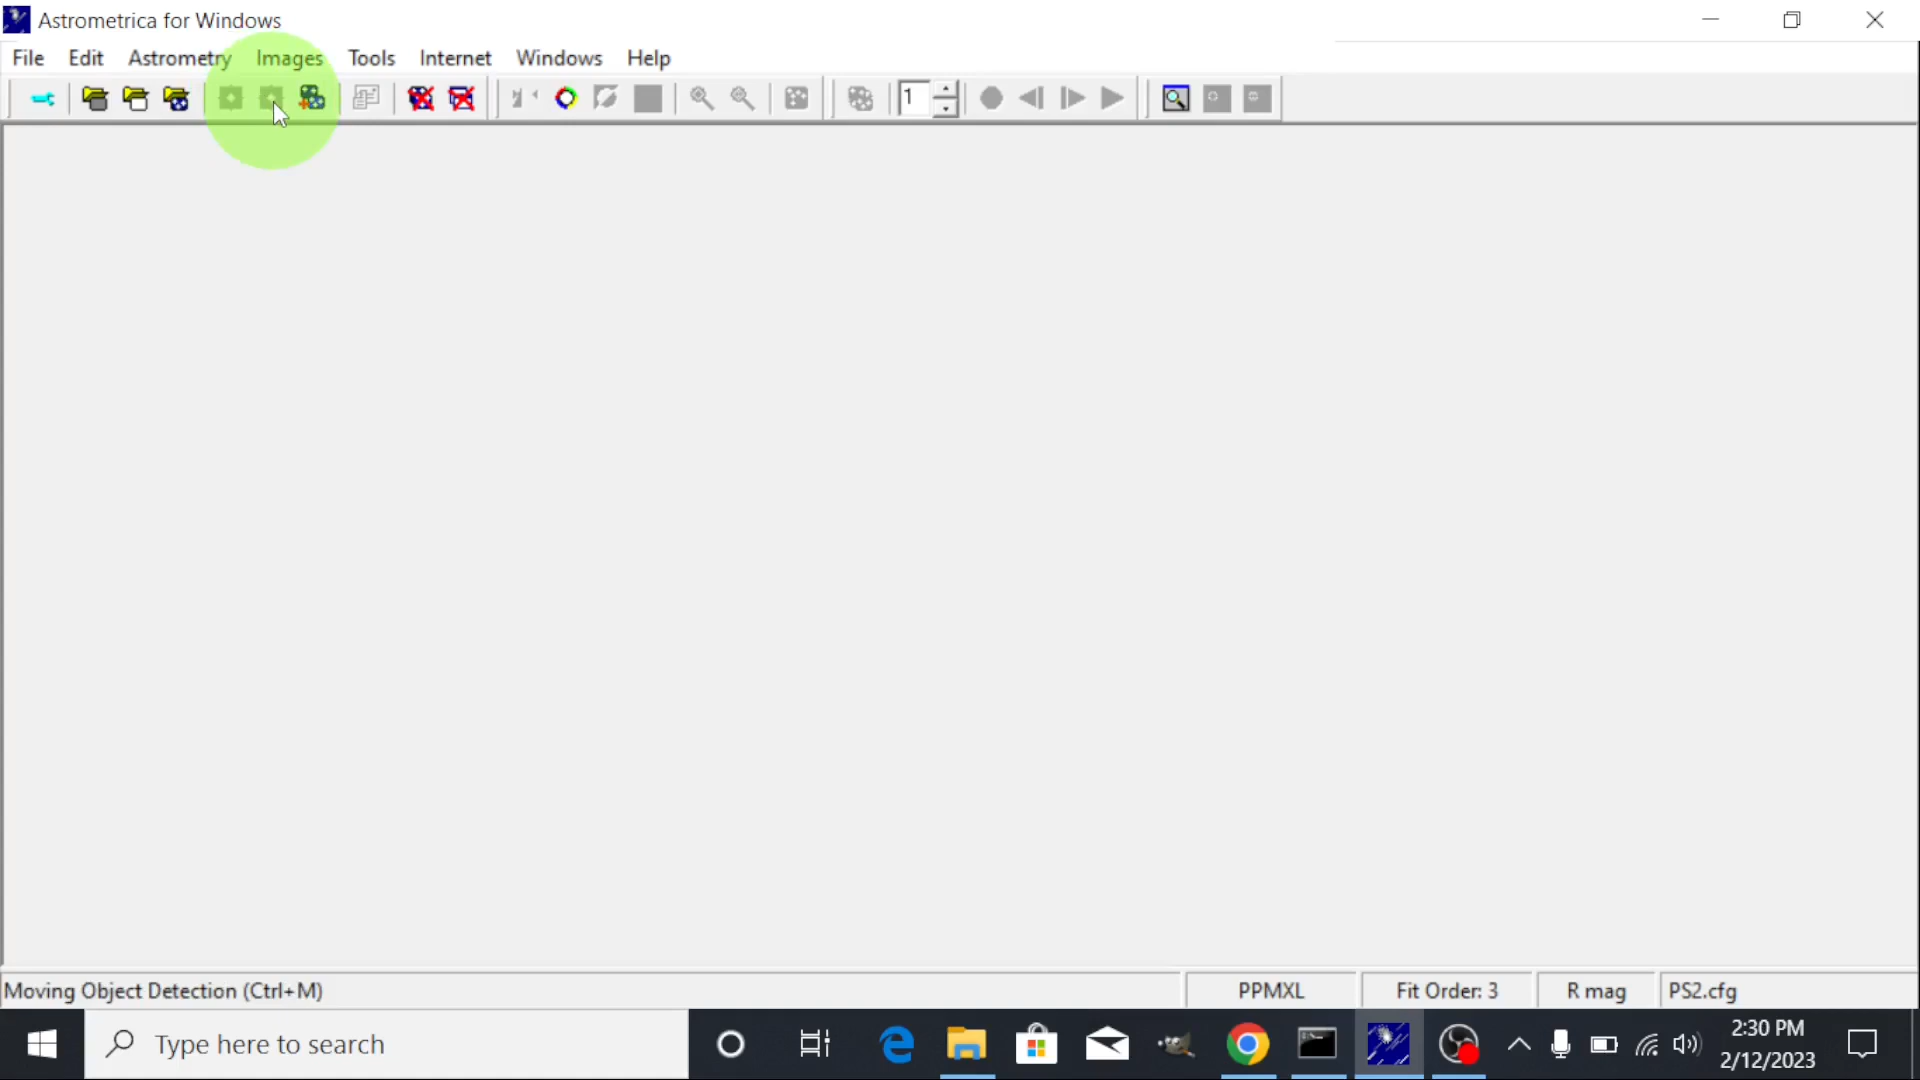 Astrometrica for Windows
File Edit Astrometry Images Tools Internet Windows Help
1
Moving Object Detection (Ctrl+M) PPMXL Fit Order: 3 R mag PS2.cfg
Type here to search
2:30 PM
2/12/2023